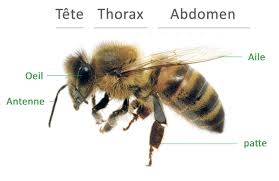 Tête Thorax Abdomen
Aile
Oeil
Antenne
patte